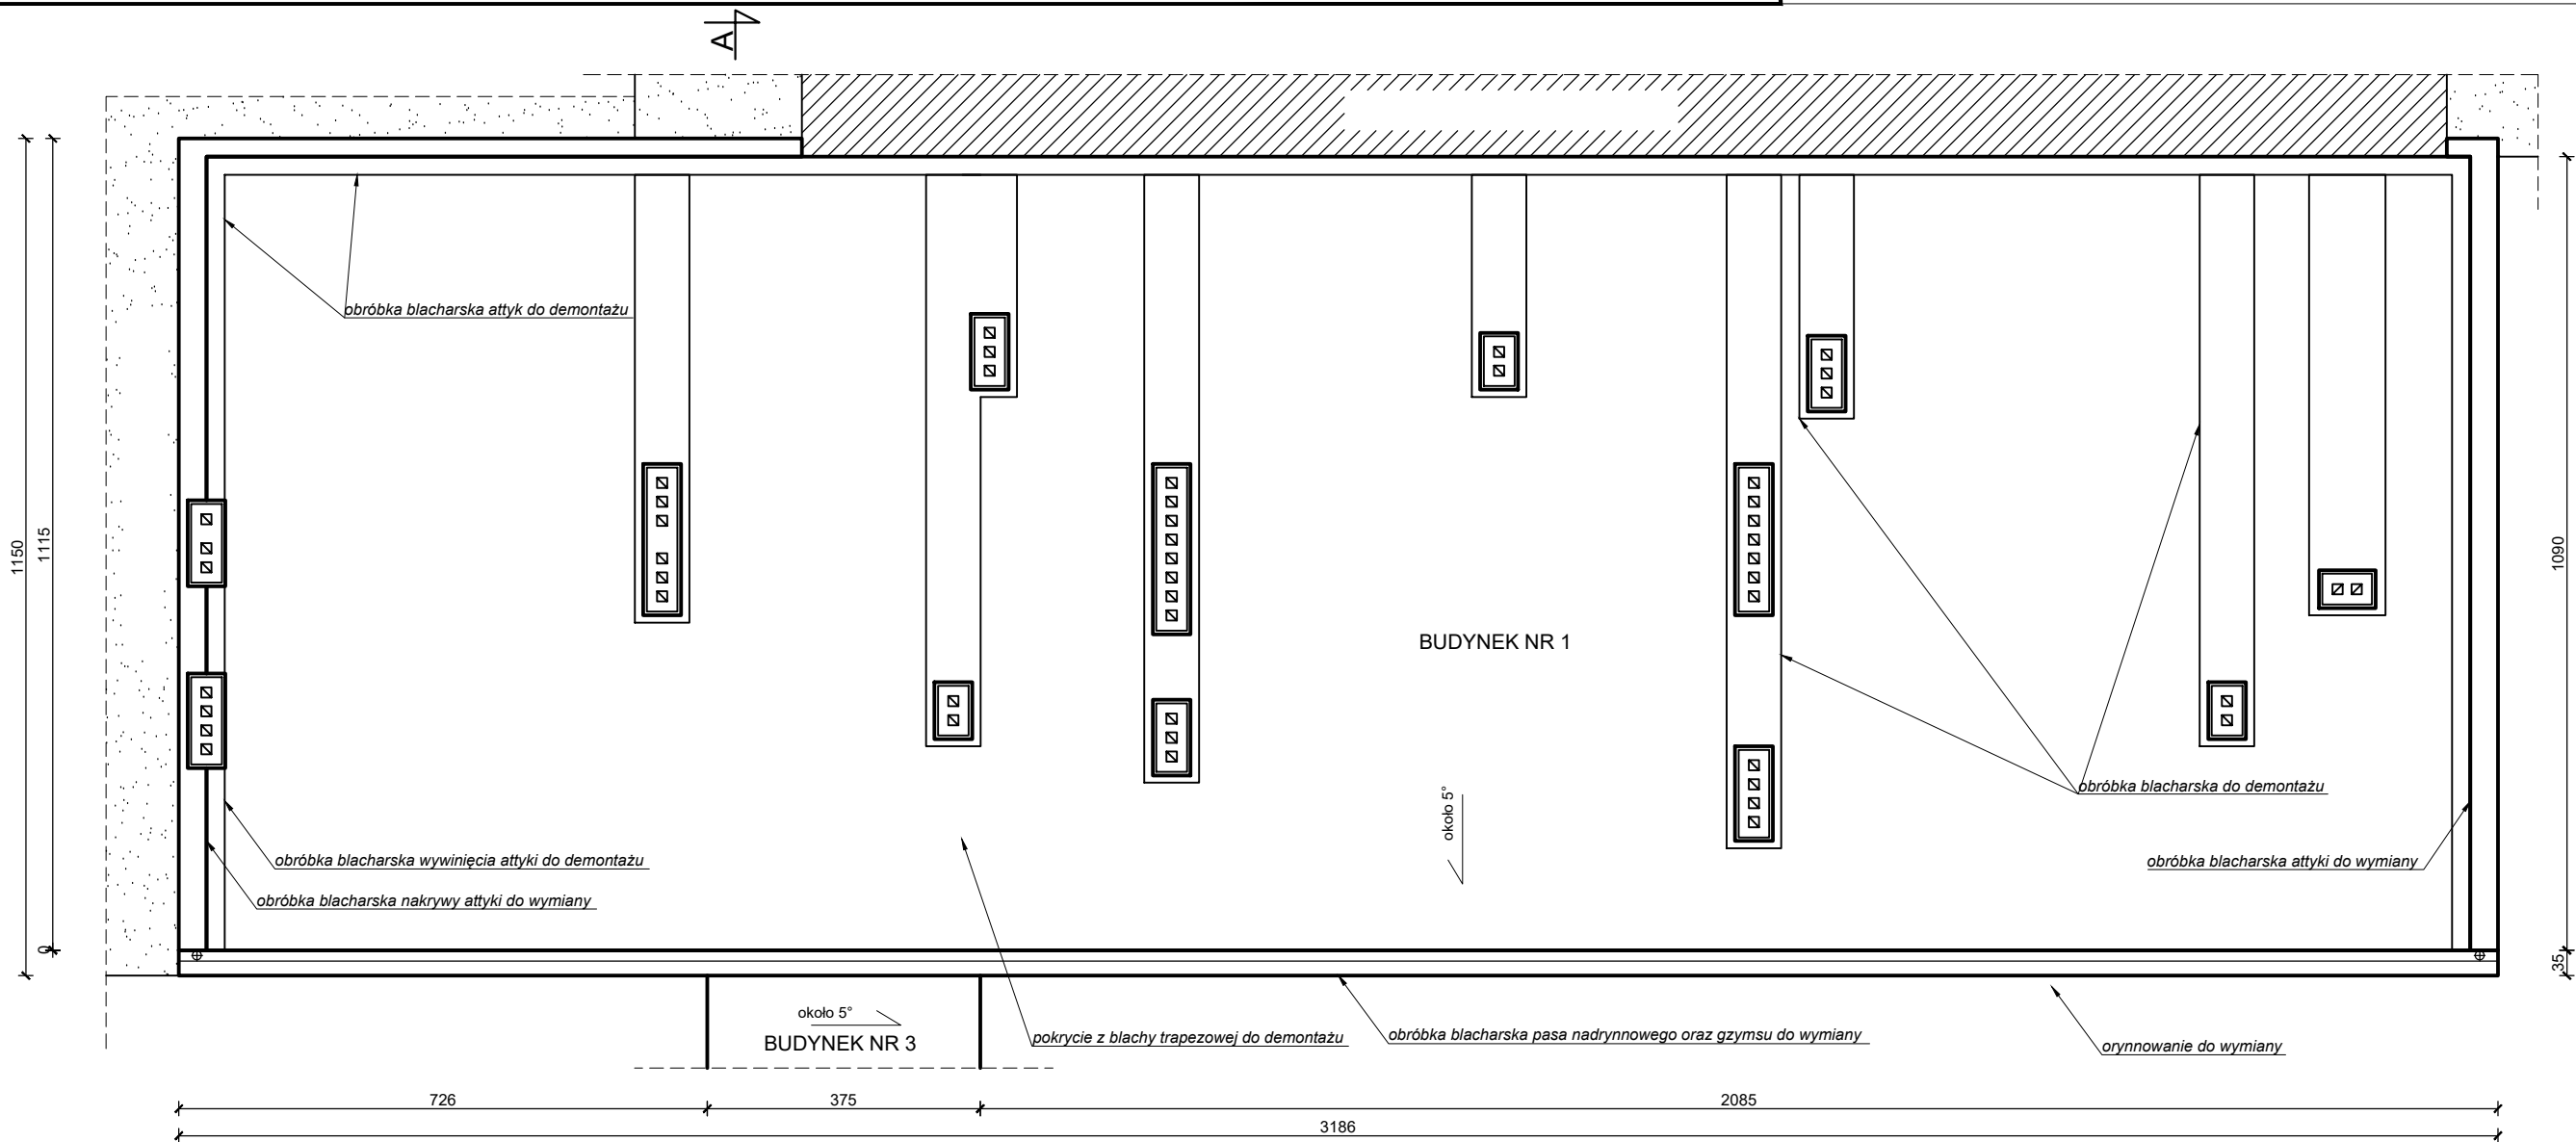 A
obróbka blacharska attyk do demontażu
1150
1115
1090
BUDYNEK NR 1
obróbka blacharska do demontażu
około 5°
obróbka blacharska wywinięcia attyki do demontażu
obróbka blacharska attyki do wymiany
obróbka blacharska nakrywy attyki do wymiany
0
35
około 5°
BUDYNEK NR 3
pokrycie z blachy trapezowej do demontażu
obróbka blacharska pasa nadrynnowego oraz gzymsu do wymiany
orynnowanie do wymiany
726
375
2085
3186